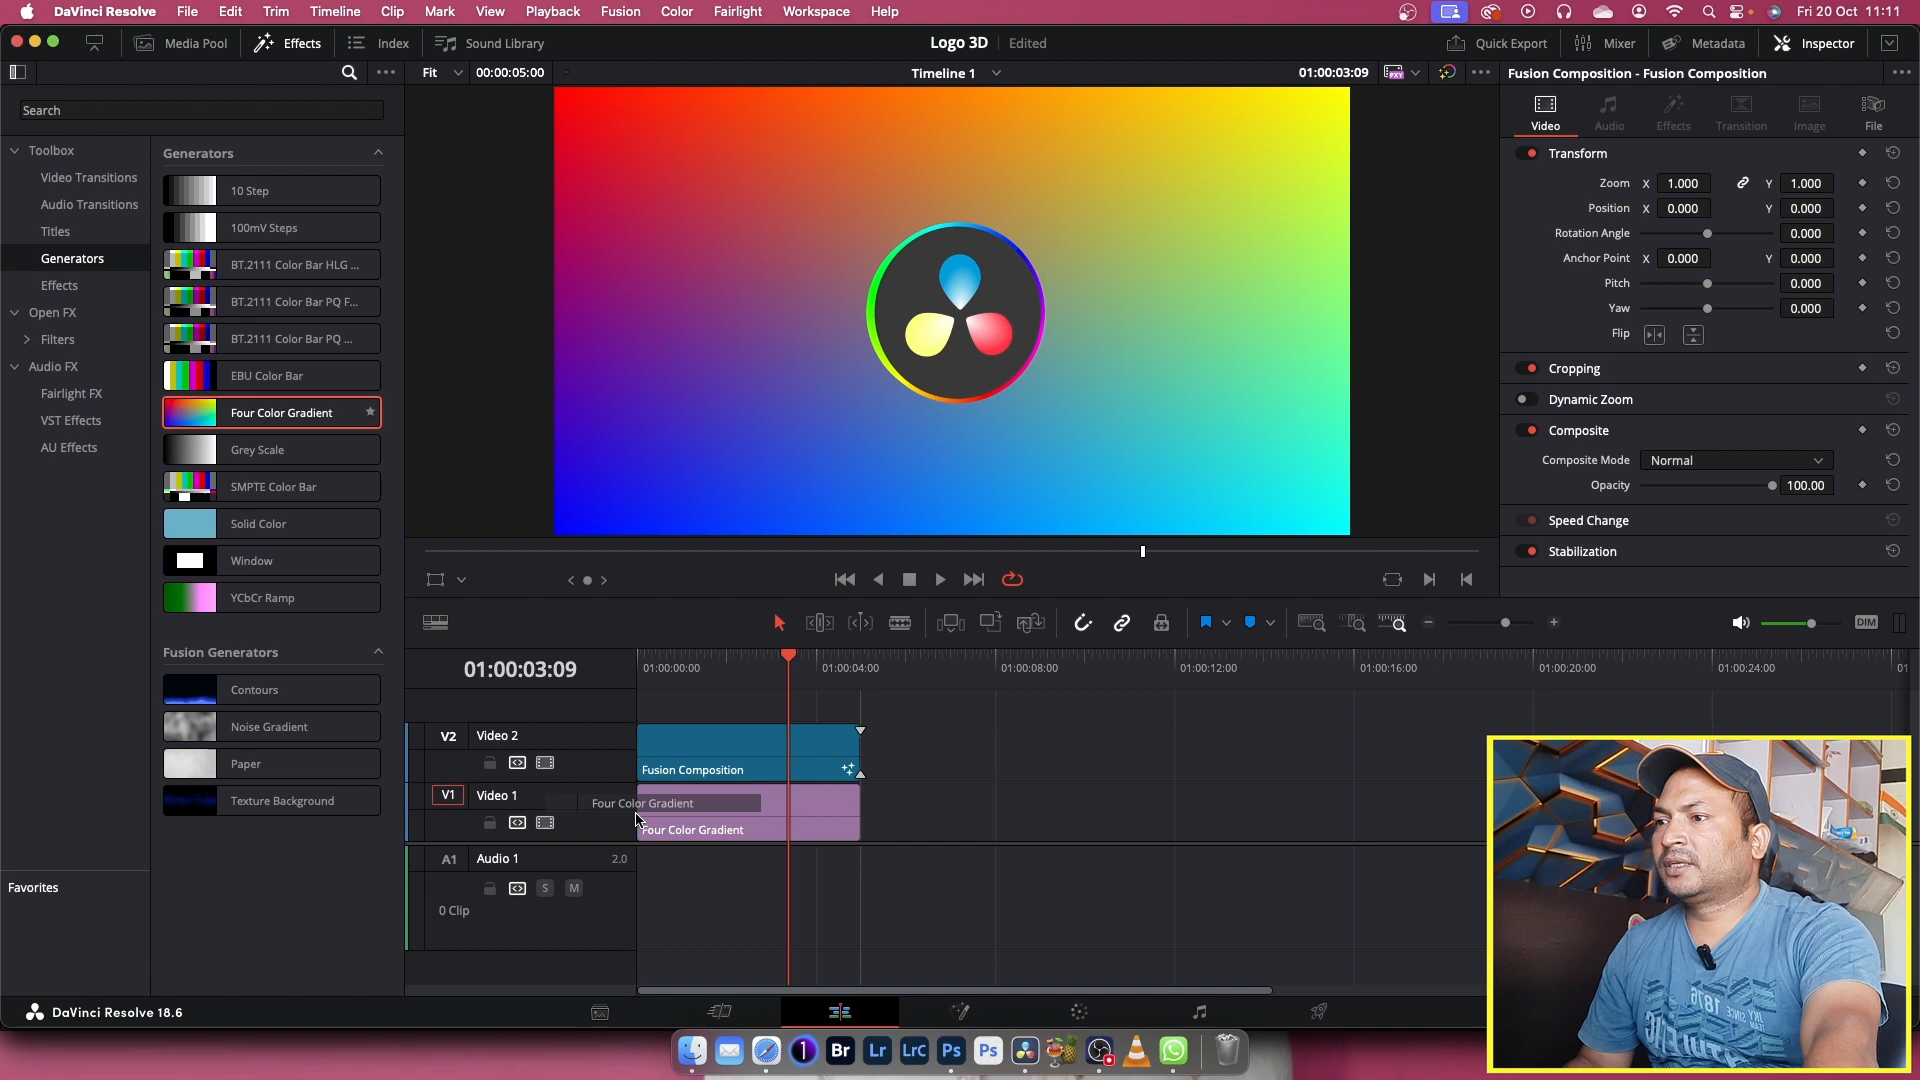 DaVinci Resolve File Edit Trim Timeline Clip Mark View Playback Fusion Color Fairlight Workspace Help Fri 20 Oct 11:11
Media Pool Effects Index Sound Library Logo 3D Edited Quick Export Mixer Metadata Inspector
Fit 00:00:05:00 Timeline 1 01:00:03:09 PXY Fusion Composition - Fusion Composition
Search
Video Audio Effects Transition Image File
Toolbox
Video Transitions
Audio Transitions
Titles
Generators
Effects
Open FX
Filters
Audio FX
Fairlight FX
VST Effects
AU Effects
Favorites
Generators
10 Step
100mV Steps
BT.2111 Color Bar HLG ...
BT.2111 Color Bar PQ F...
BT.2111 Color Bar PQ ...
EBU Color Bar
Four Color Gradient
Grey Scale
SMPTE Color Bar
Solid Color
Window
YCbCr Ramp
Fusion Generators
Contours
Noise Gradient
Paper
Texture Background
Transform
Zoom X 1.000 Y 1.000
Position X 0.000 Y 0.000
Rotation Angle 0.000
Anchor Point X 0.000 Y 0.000
Pitch 0.000
Yaw 0.000
Flip
Cropping
Dynamic Zoom
Composite
Composite Mode Normal
Opacity 100.00
Speed Change
Stabilization
DIM
01:00:03:09 01:00:00:00 01:00:04:00 01:00:08:00 01:00:12:00 01:00:16:00 01:00:20:00 01:00:24:00 01
V2 Video 2
Fusion Composition
V1 Video 1
Four Color Gradient
Four Color Gradient
A1 Audio 1 2.0
S M
0 Clip
DaVinci Resolve 18.6
1 Br Lr LrC Ps Ps